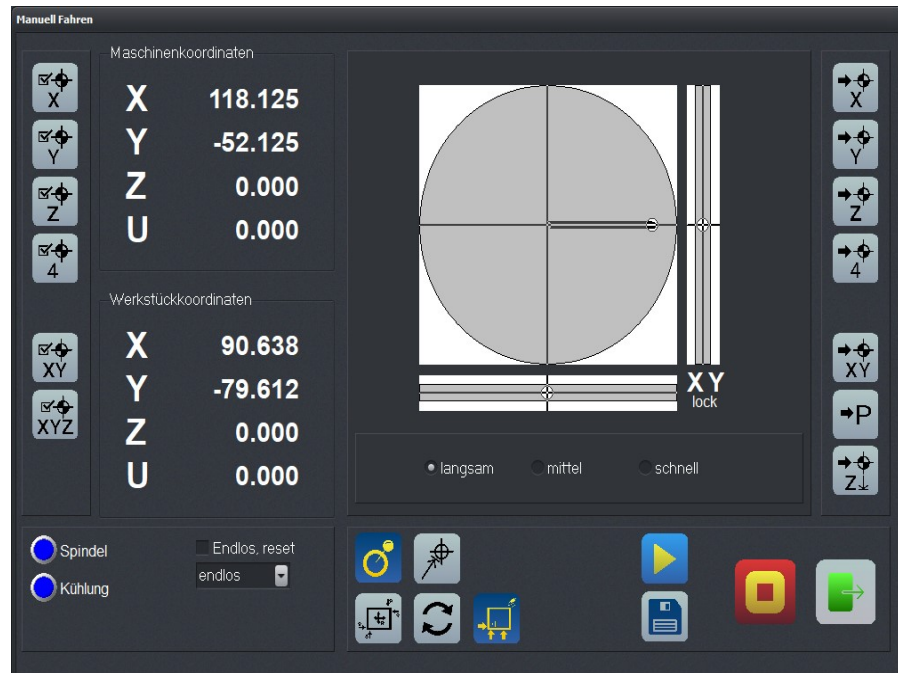 Manuell Fahren
Maschinenkoordinaten
X 118.125
Y -52.125
Z 0.000
U 0.000
Werkstückkoordinaten
X 90.638
Y -79.612
Z 0.000
U 0.000
X
Y
Z
4
XY
XYZ
X Y
lock
langsam mittel schnell
X
Y
Z
4
XY
P
Z
Spindel
Kühlung
Endlos, reset
endlos